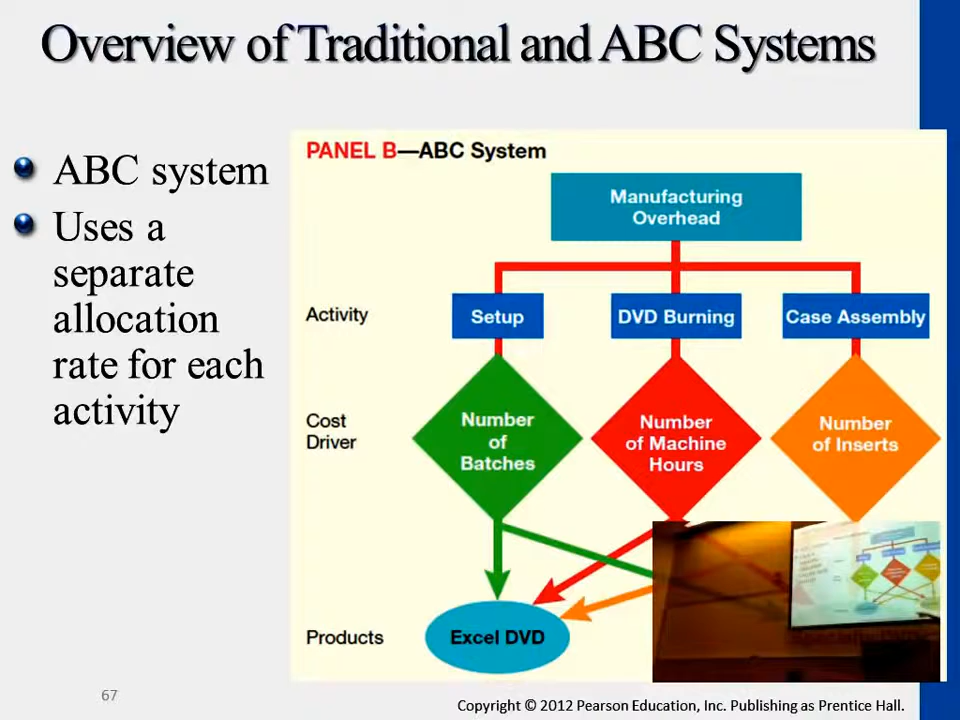 Overview of Traditional and ABC Systems
ABC system
Uses a
separate
allocation
rate for each
activity
PANEL B—ABC System
Manufacturing
Overhead
Activity
Setup
DVD Burning
Case Assembly
Cost
Driver
Number
of
Batches
Number
of Machine
Hours
Number
of Inserts
Products
Excel DVD
67
Copyright © 2012 Pearson Education, Inc. Publishing as Prentice Hall.